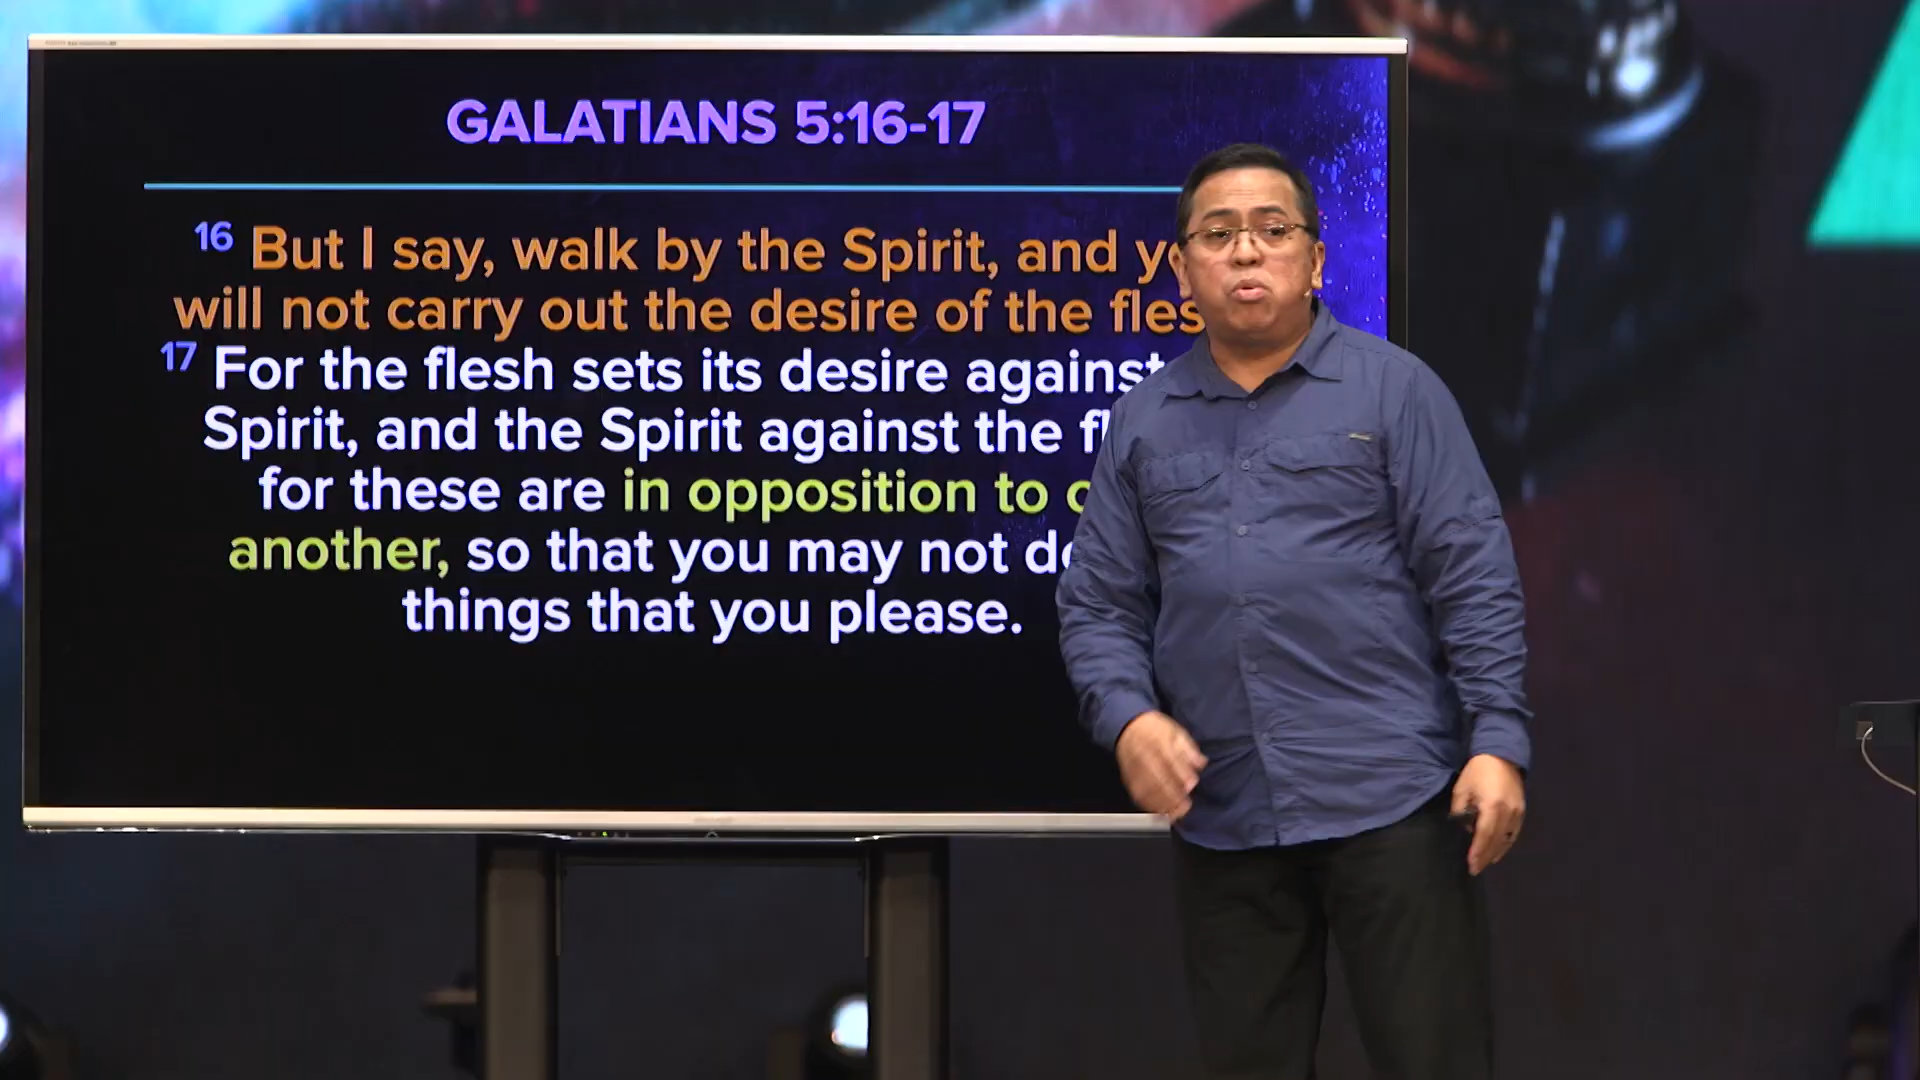 GALATIANS 5:16-17
16 But I say, walk by the Spirit, and
will not carry out the desire of the
17 For the flesh sets its desire against
Spirit, and the Spirit against the
for these are in opposition to
another, so that you may not
things that you please.